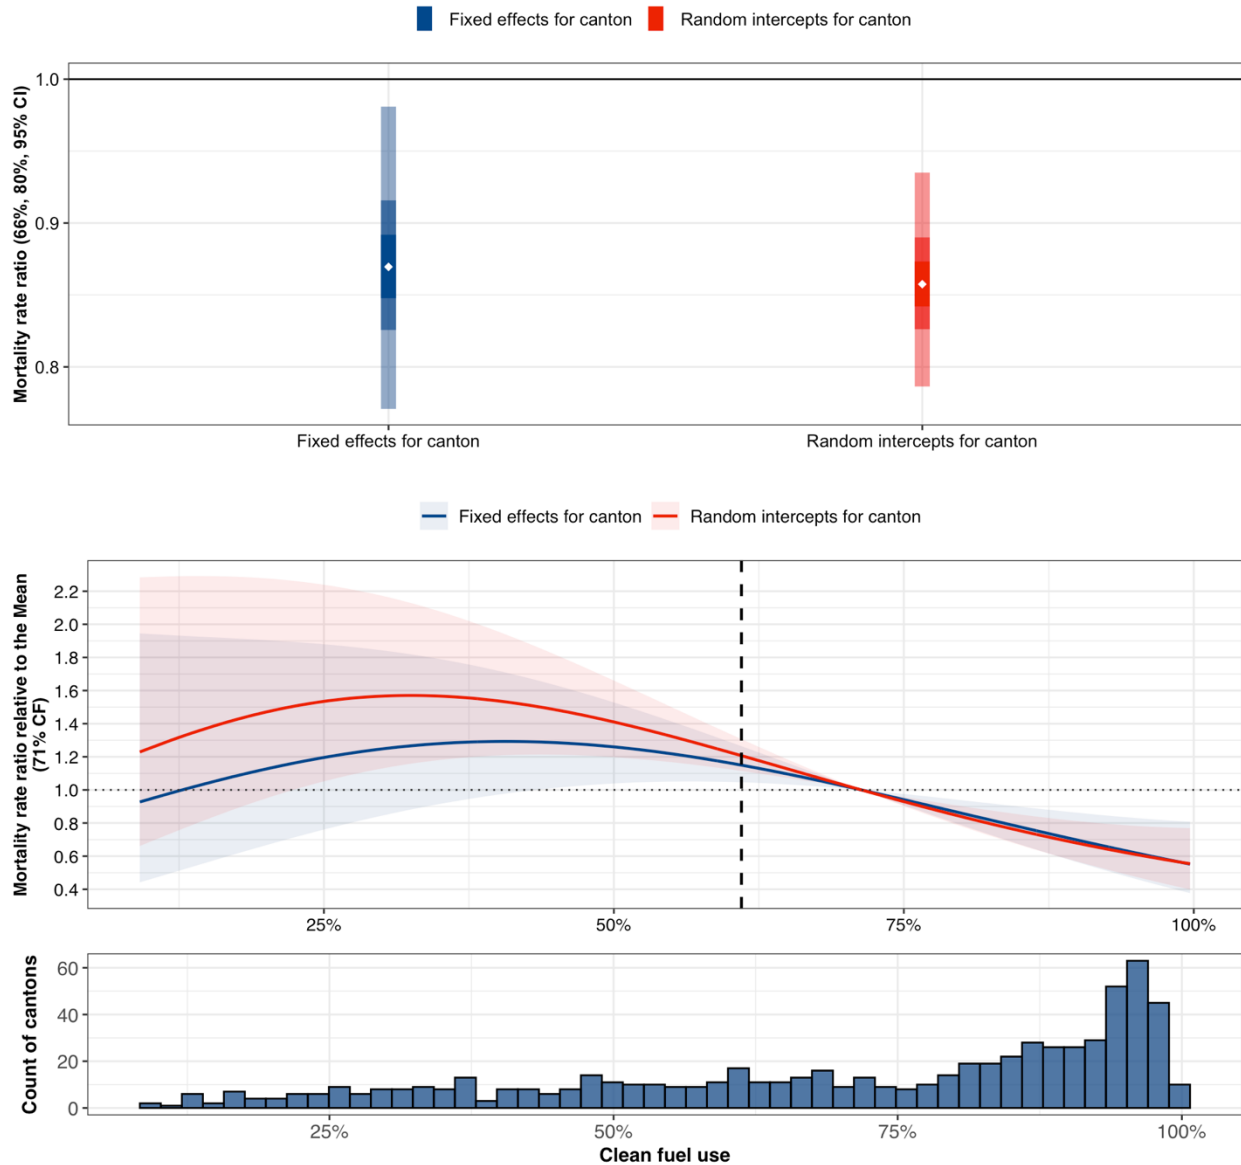 Fixed effects for canton Random intercepts for canton
Mortality rate ratio (66%, 80%, 95% CI)
1.0
0.9
0.8
Fixed effects for canton Random intercepts for canton
Fixed effects for canton Random intercepts for canton
Mortality rate ratio relative to the Mean
(71% CF)
2.2
2.0
1.8
1.6
1.4
1.2
1.0
0.8
0.6
0.4
25% 50% 75% 100%
Count of cantons
60
40
20
0
25% 50% 75% 100%
Clean fuel use